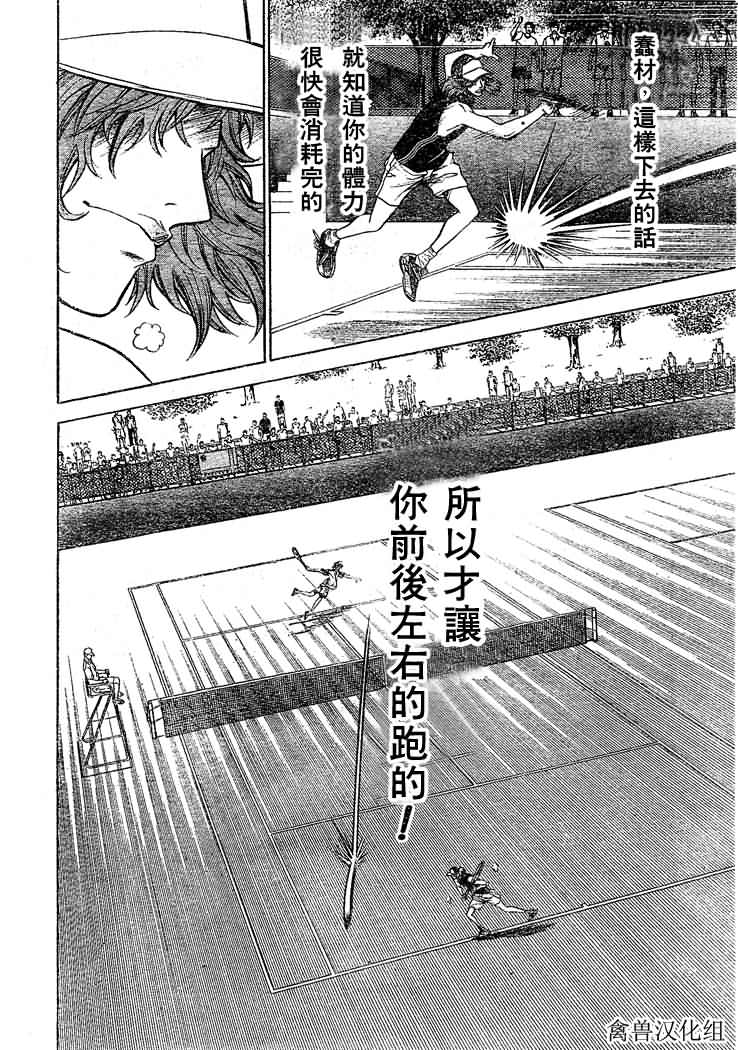 蠢材，這樣下去的話
就知道你的體力
很快會消耗完的
所以才讓
你前後左右的跑的！
禽兽汉化组